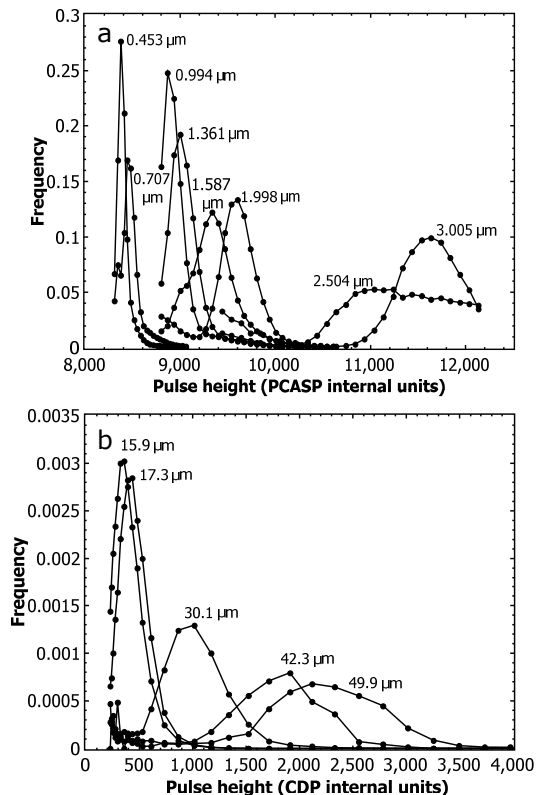 a
0.3
0.25
0.2
0.15
0.1
0.05
0
Frequency
0.453 µm
0.994 µm
1.361 µm
0.707
µm
1.587
µm
1.998 µm
2.504 µm
3.005 µm
8,000 9,000 10,000 11,000 12,000
Pulse height (PCASP internal units)
b
0.0035
0.003
0.0025
0.002
0.0015
0.001
0.0005
0
Frequency
15.9 µm
17.3 µm
30.1 µm
42.3 µm
49.9 µm
0 500 1,000 1,500 2,000 2,500 3,000 3,500 4,000
Pulse height (CDP internal units)